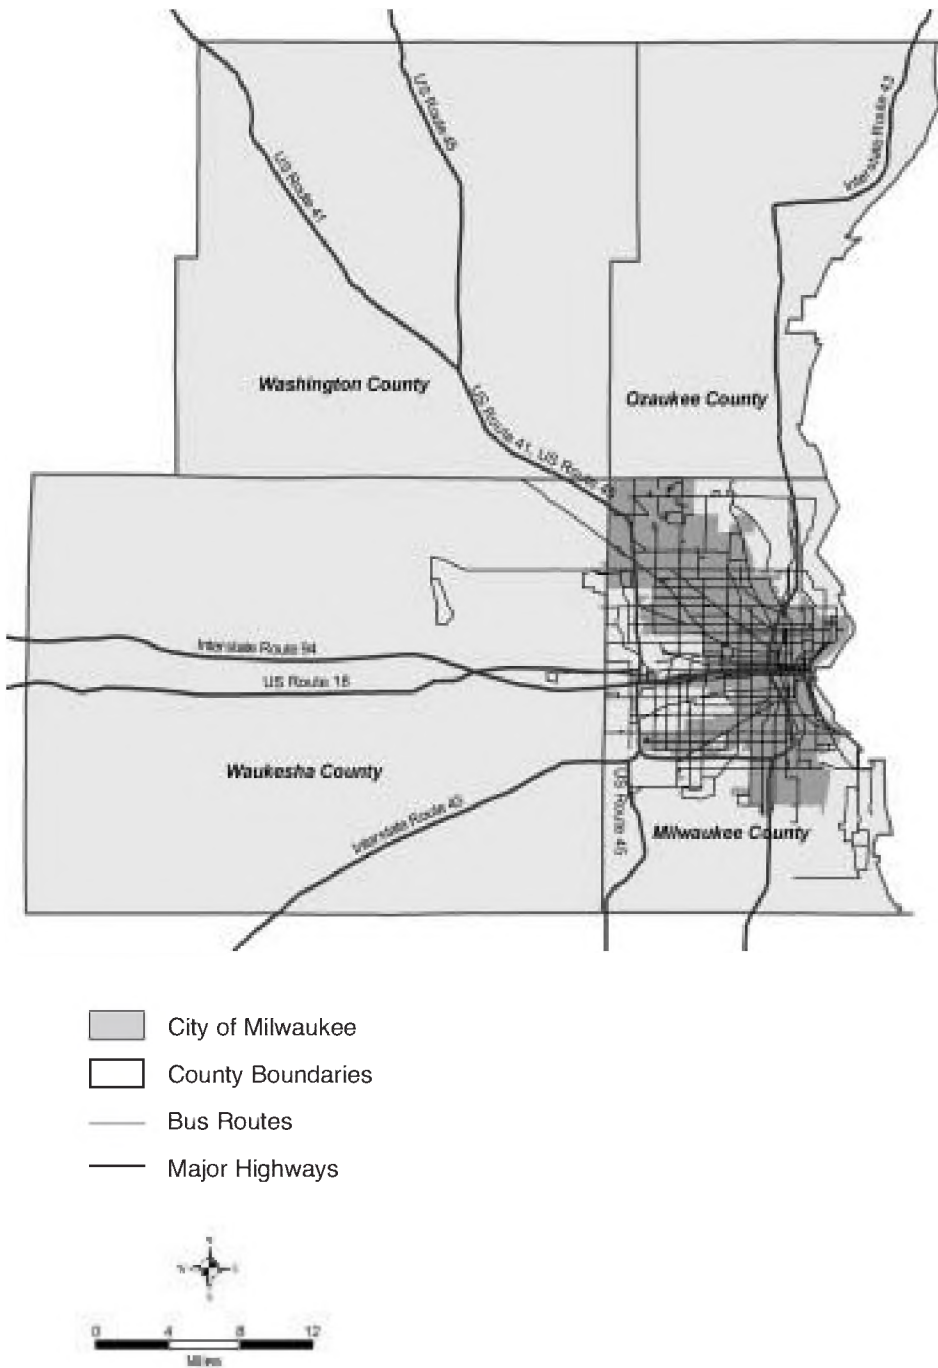 US Route 45
Interstate Route 43
US Route 41
Washington County
Ozaukee County
US Route 41, US Route 45
Interstate Route 94
US Route 18
Waukesha County
Interstate Route 43
US Route 45
Milwaukee County
City of Milwaukee
County Boundaries
Bus Routes
Major Highways
N
S
0 4 8 12
Miles